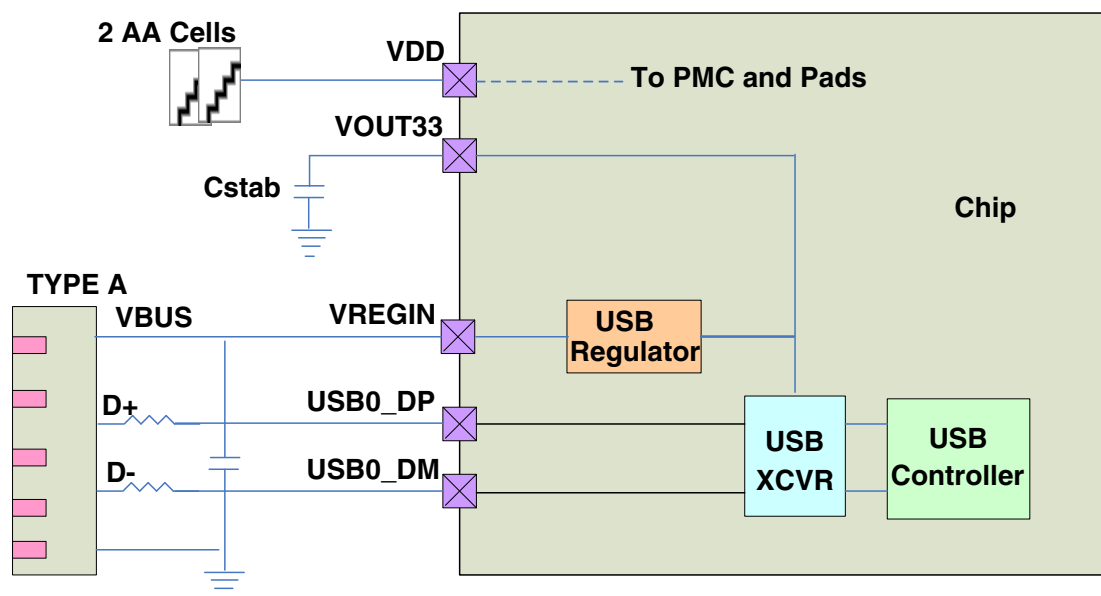 2 AA Cells
VDD
To PMC and Pads
VOUT33
Cstab
Chip
TYPE A
VBUS
VREGIN
USB
Regulator
D+
USB0_DP
D-
USB0_DM
USB
XCVR
USB
Controller